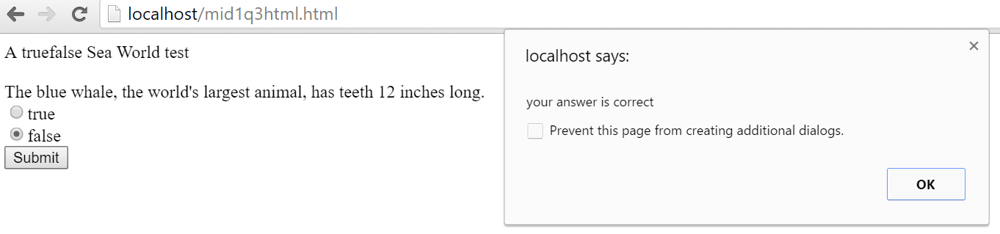 localhost/mid1q3html.html
A truefalse Sea World test
The blue whale, the world's largest animal, has teeth 12 inches long.
true
false
Submit
localhost says:
your answer is correct
Prevent this page from creating additional dialogs.
OK